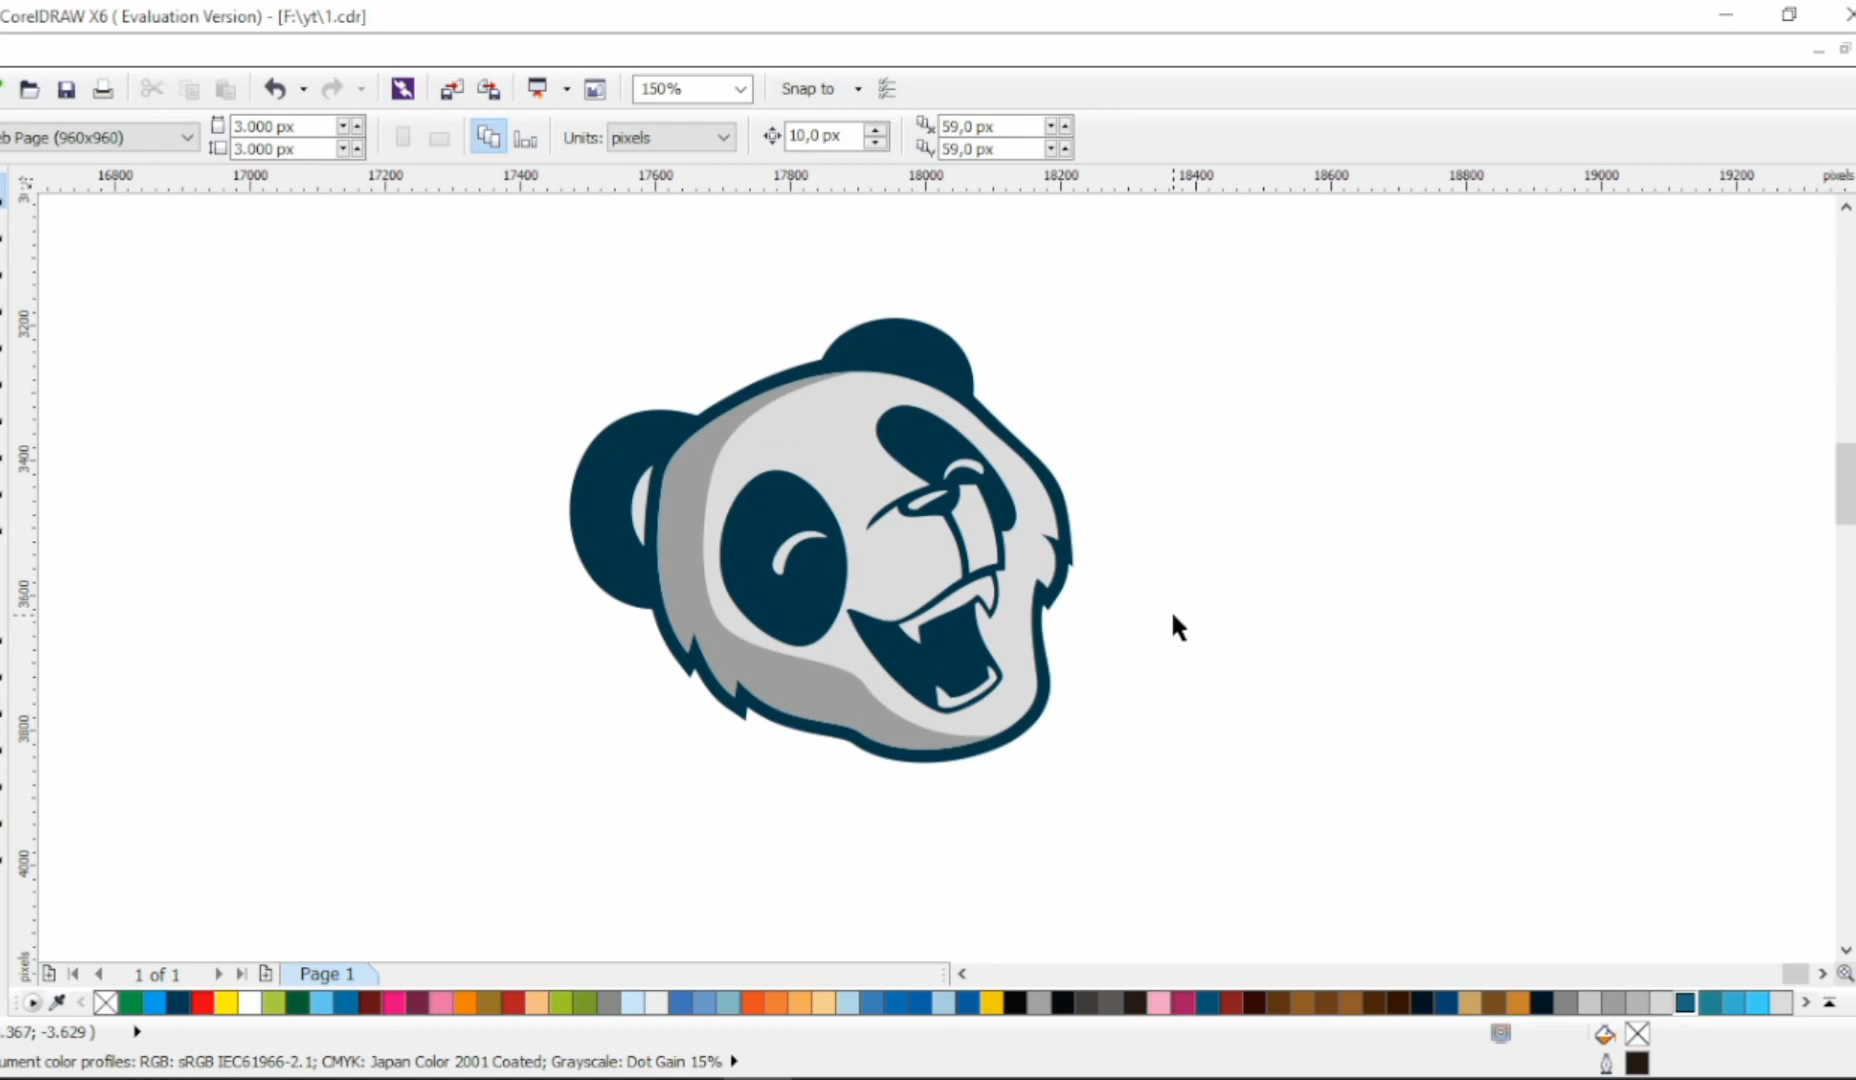 CorelDRAW X6 ( Evaluation Version) - [F:\yt\1.cdr]
150%
Snap to
b Page (960x960)
3.000 px
3.000 px
Units: pixels
10,0 px
59,0 px
59,0 px
16800 17000 17200 17400 17600 17800 18000 18200 18400 18600 18800 19000 19200 pixels
3200
3400
3600
3800
4000
pixels
1 of 1
Page 1
.367; -3.629 )
ument color profiles: RGB: sRGB IEC61966-2.1; CMYK: Japan Color 2001 Coated; Grayscale: Dot Gain 15%